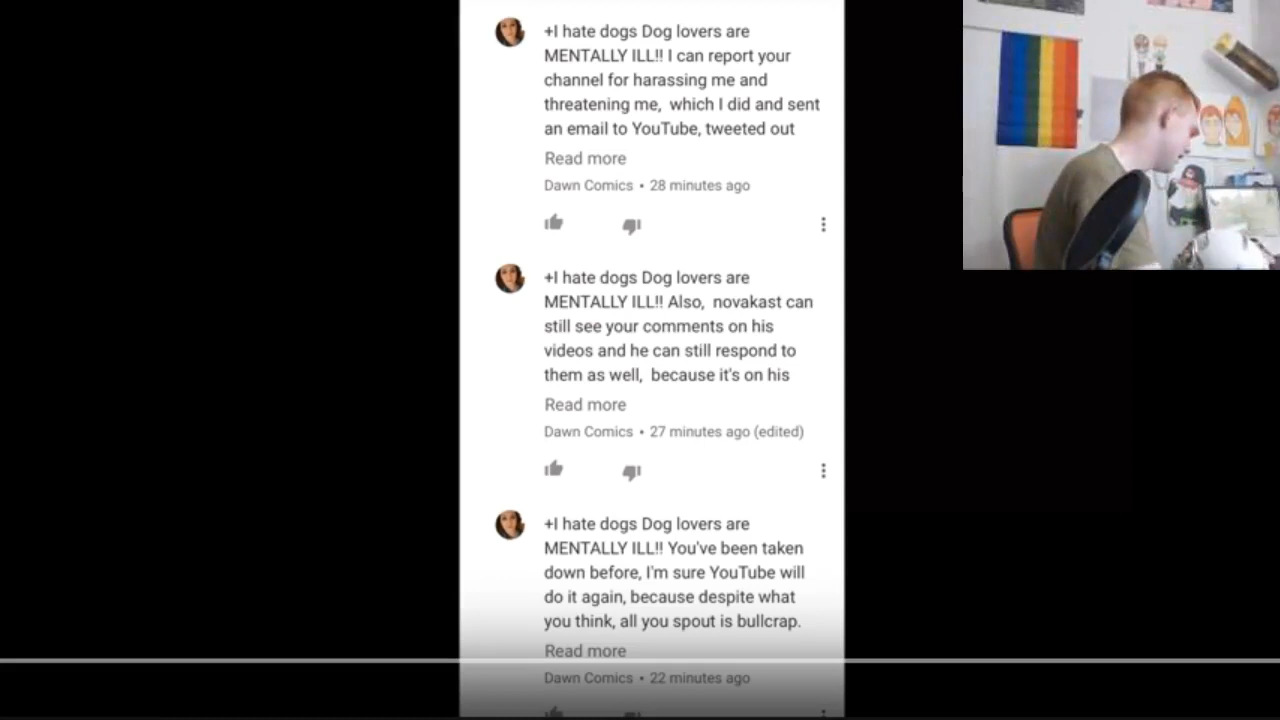 +I hate dogs Dog lovers are
MENTALLY ILL!! I can report your
channel for harassing me and
threatening me,  which I did and sent
an email to YouTube, tweeted out
Read more
Dawn Comics • 28 minutes ago
+I hate dogs Dog lovers are
MENTALLY ILL!! Also,  novakast can
still see your comments on his
videos and he can still respond to
them as well,  because it's on his
Read more
Dawn Comics • 27 minutes ago (edited)
+I hate dogs Dog lovers are
MENTALLY ILL!! You've been taken
down before, I'm sure YouTube will
do it again, because despite what
you think, all you spout is bullcrap.
Read more
Dawn Comics • 22 minutes ago